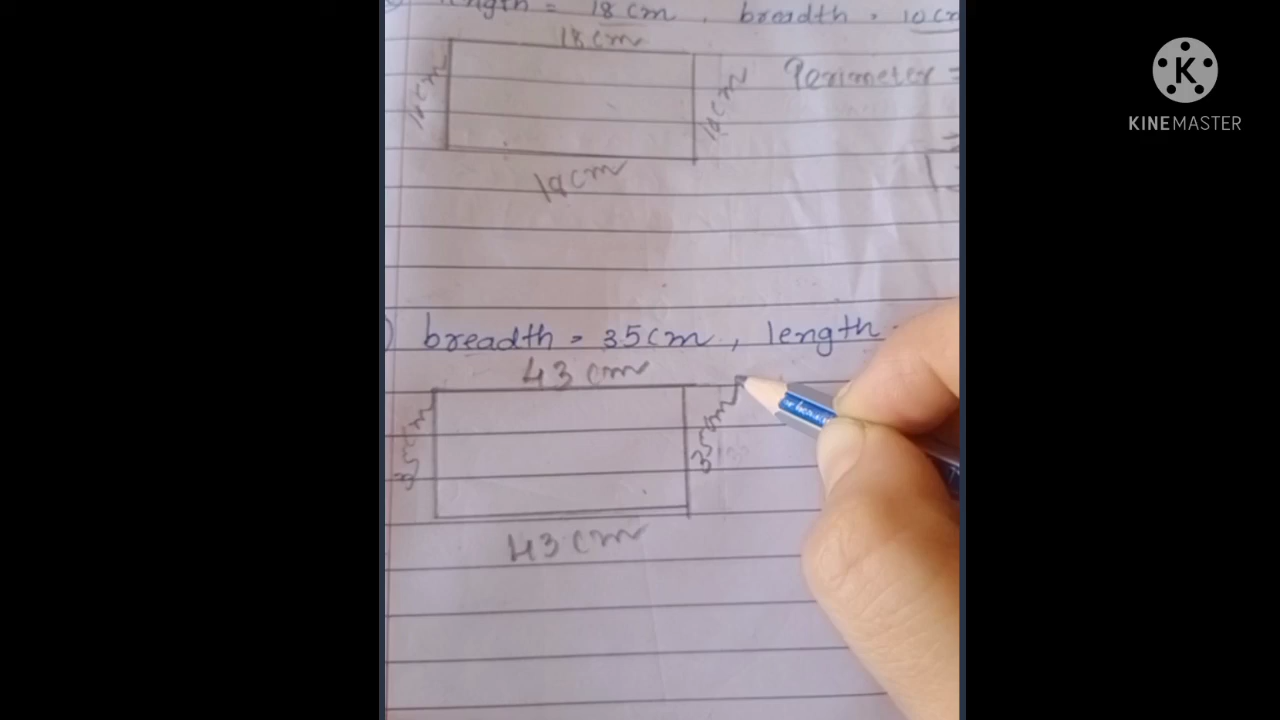 length = 18 cm , breadth = 10 cm
18 cm
10 cm
10 cm
Perimeter =
18 cm
) breadth = 35 cm , length
43 cm
35 cm
35 cm
43 cm
KINEMASTER